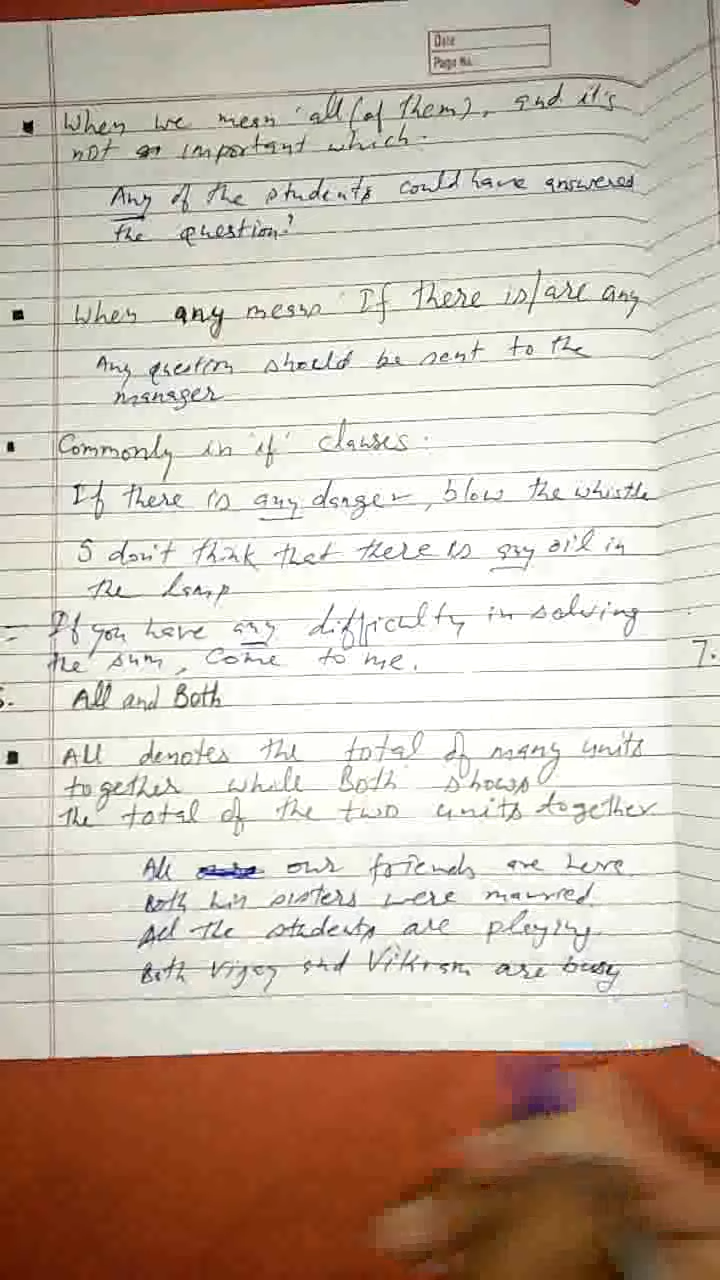 Date
Page No.
When we mean 'all (of them), and it's
not important which.
Any of the students could have answered
the question?
When any means 'If there is/are any
Any question should be sent to the
manager
Commonly in 'if' clauses.
If there is any danger, blow the whistle
I don't think that there is any oil in
the lamp
If you have any difficulty in solving
the sum, come to me.
7.
All and Both
All denotes the total of many units
together while Both shows
the total of the two units together.
All our friends are here
Both his sisters were married.
All the students are playing
Both Vijay and Vikram are busy